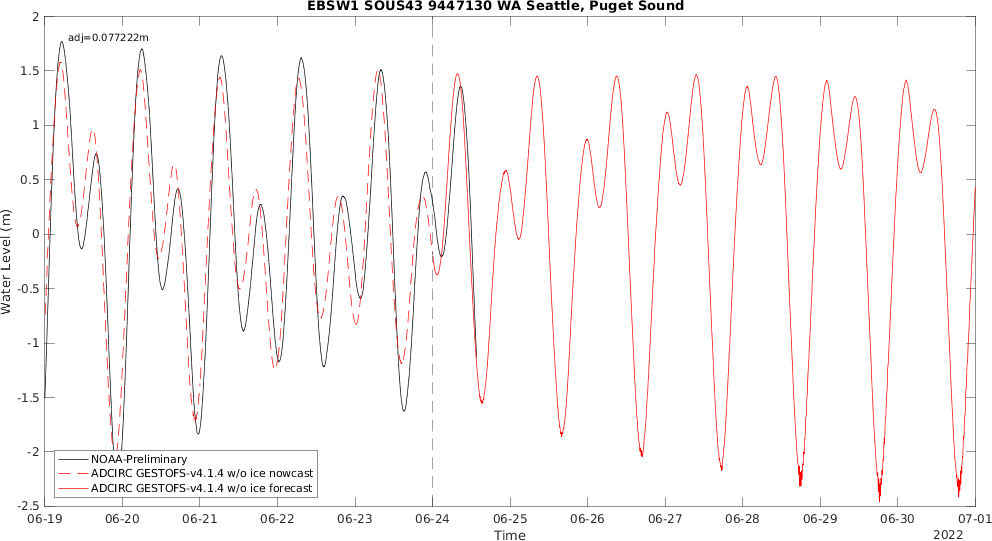 EBSW1 SOUS43 9447130 WA Seattle, Puget Sound
adj=0.077222m
Water Level (m)
2
1.5
1
0.5
0
-0.5
-1
-1.5
-2
-2.5
NOAA-Preliminary
ADCIRC GESTOFS-v4.1.4 w/o ice nowcast
ADCIRC GESTOFS-v4.1.4 w/o ice forecast
06-19 06-20 06-21 06-22 06-23 06-24 06-25 06-26 06-27 06-28 06-29 06-30 07-01
Time
2022